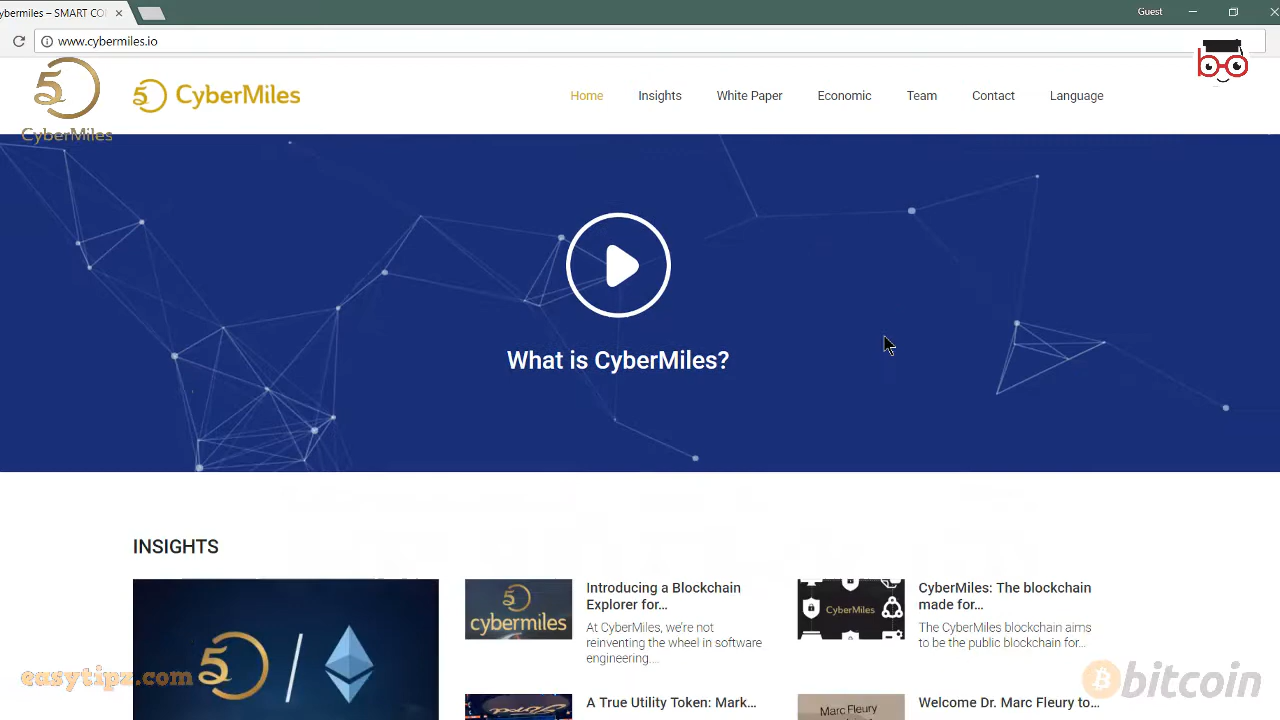 ybermiles – SMART CO
Guest
www.cybermiles.io
CyberMiles
CyberMiles
Home
Insights
White Paper
Economic
Team
Contact
Language
What is CyberMiles?
INSIGHTS
cybermiles
Introducing a Blockchain
Explorer for...
At CyberMiles, we're not
reinventing the wheel in software
engineering....
CyberMiles
CyberMiles: The blockchain
made for...
The CyberMiles blockchain aims
to be the public blockchain for...
Ford
A True Utility Token: Mark...
Marc Fleury
Welcome Dr. Marc Fleury to...
easytipz.com
bitcoin